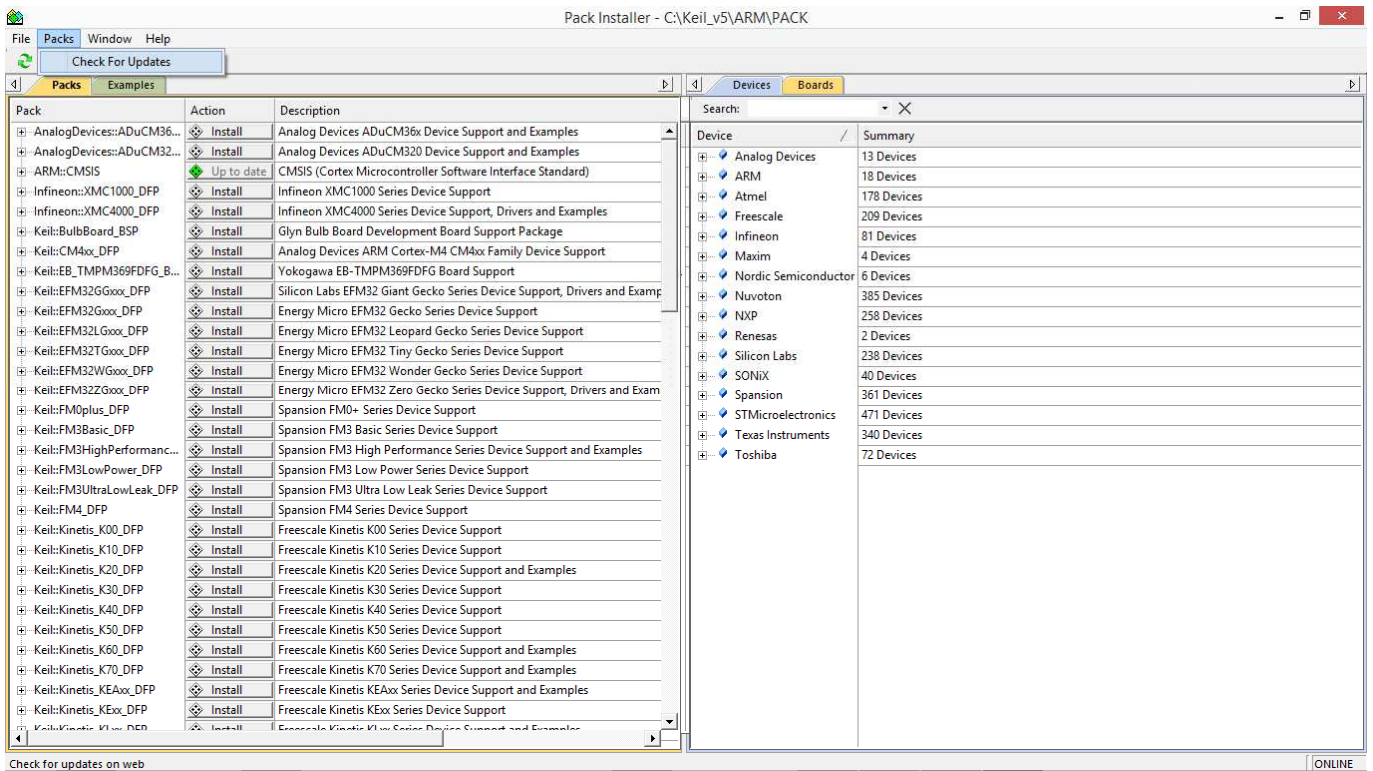 Pack Installer - C:\Keil_v5\ARM\PACK
File Packs Window Help
Check For Updates
Packs Examples
Devices Boards
Search:
Pack Action Description
AnalogDevices::ADuCM36... Install Analog Devices ADuCM36x Device Support and Examples
AnalogDevices::ADuCM32... Install Analog Devices ADuCM320 Device Support and Examples
ARM::CMSIS Up to date CMSIS (Cortex Microcontroller Software Interface Standard)
Infineon::XMC1000_DFP Install Infineon XMC1000 Series Device Support
Infineon::XMC4000_DFP Install Infineon XMC4000 Series Device Support, Drivers and Examples
Keil::BulbBoard_BSP Install Glyn Bulb Board Development Board Support Package
Keil::CM4xx_DFP Install Analog Devices ARM Cortex-M4 CM4xx Family Device Support
Keil::EB_TMPM369FDFG_B... Install Yokogawa EB-TMPM369FDFG Board Support
Keil::EFM32GGxxx_DFP Install Silicon Labs EFM32 Giant Gecko Series Device Support, Drivers and Examp
Keil::EFM32Gxxx_DFP Install Energy Micro EFM32 Gecko Series Device Support
Keil::EFM32LGxxx_DFP Install Energy Micro EFM32 Leopard Gecko Series Device Support
Keil::EFM32TGxxx_DFP Install Energy Micro EFM32 Tiny Gecko Series Device Support
Keil::EFM32WGxxx_DFP Install Energy Micro EFM32 Wonder Gecko Series Device Support
Keil::EFM32ZGxxx_DFP Install Energy Micro EFM32 Zero Gecko Series Device Support, Drivers and Exam
Keil::FM0plus_DFP Install Spansion FM0+ Series Device Support
Keil::FM3Basic_DFP Install Spansion FM3 Basic Series Device Support
Keil::FM3HighPerformanc... Install Spansion FM3 High Performance Series Device Support and Examples
Keil::FM3LowPower_DFP Install Spansion FM3 Low Power Series Device Support
Keil::FM3UltraLowLeak_DFP Install Spansion FM3 Ultra Low Leak Series Device Support
Keil::FM4_DFP Install Spansion FM4 Series Device Support
Keil::Kinetis_K00_DFP Install Freescale Kinetis K00 Series Device Support
Keil::Kinetis_K10_DFP Install Freescale Kinetis K10 Series Device Support
Keil::Kinetis_K20_DFP Install Freescale Kinetis K20 Series Device Support and Examples
Keil::Kinetis_K30_DFP Install Freescale Kinetis K30 Series Device Support
Keil::Kinetis_K40_DFP Install Freescale Kinetis K40 Series Device Support
Keil::Kinetis_K50_DFP Install Freescale Kinetis K50 Series Device Support
Keil::Kinetis_K60_DFP Install Freescale Kinetis K60 Series Device Support and Examples
Keil::Kinetis_K70_DFP Install Freescale Kinetis K70 Series Device Support and Examples
Keil::Kinetis_KEAxx_DFP Install Freescale Kinetis KEAxx Series Device Support and Examples
Keil::Kinetis_KExx_DFP Install Freescale Kinetis KExx Series Device Support
Keil::Kinetis_KLxx_DFP Install Freescale Kinetis KLxx Series Device Support and Examples
Device Summary
Analog Devices 13 Devices
ARM 18 Devices
Atmel 178 Devices
Freescale 209 Devices
Infineon 81 Devices
Maxim 4 Devices
Nordic Semiconductor 6 Devices
Nuvoton 385 Devices
NXP 258 Devices
Renesas 2 Devices
Silicon Labs 238 Devices
SONiX 40 Devices
Spansion 361 Devices
STMicroelectronics 471 Devices
Texas Instruments 340 Devices
Toshiba 72 Devices
Check for updates on web
ONLINE